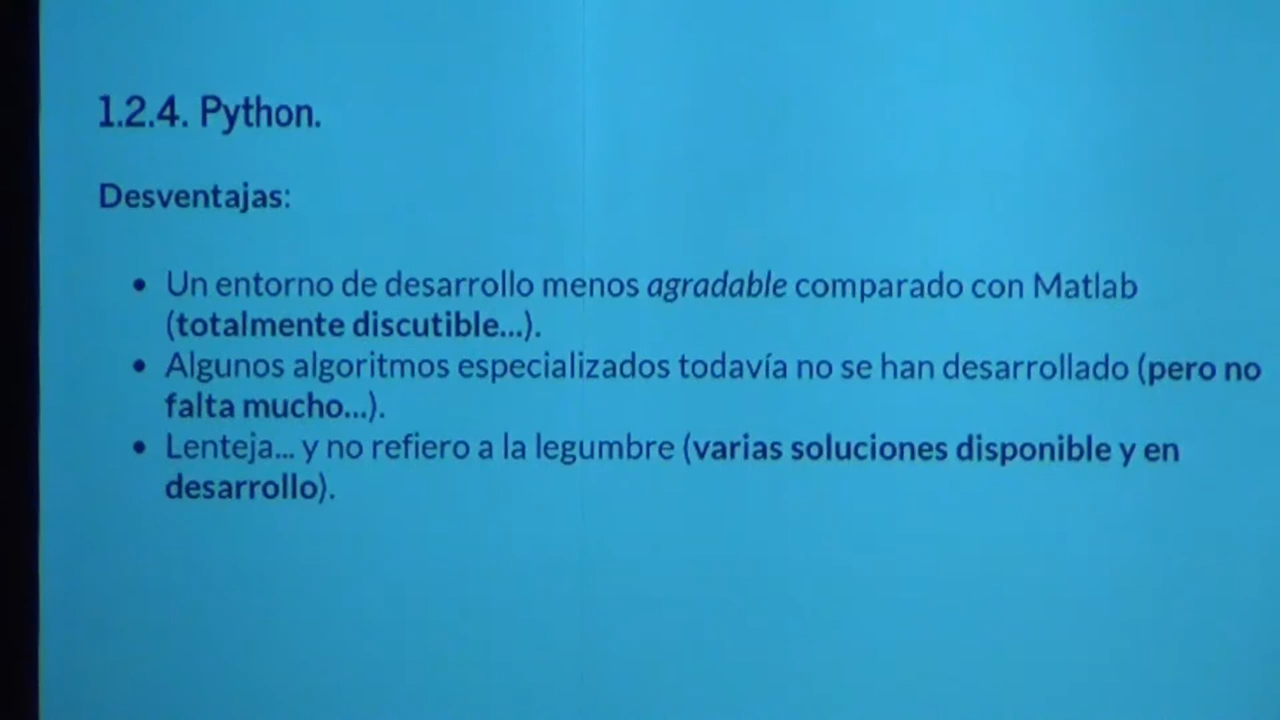 1.2.4. Python.
Desventajas:
• Un entorno de desarrollo menos agradable comparado con Matlab
(totalmente discutible...).
• Algunos algoritmos especializados todavía no se han desarrollado (pero no
falta mucho...).
• Lenteja... y no refiero a la legumbre (varias soluciones disponible y en
desarrollo).